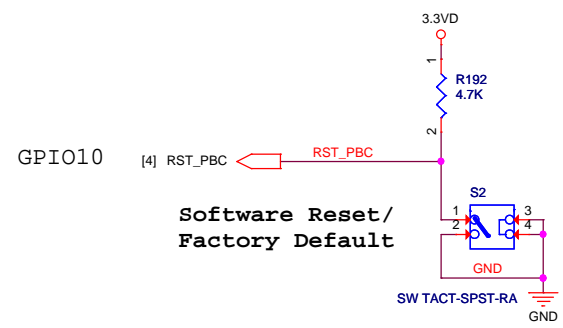 3.3VD
1
R192
4.7K
2
GPIO10 [4] RST_PBC RST_PBC
S2
Software Reset/
Factory Default
1 3
2 4
GND
SW TACT-SPST-RA
GND